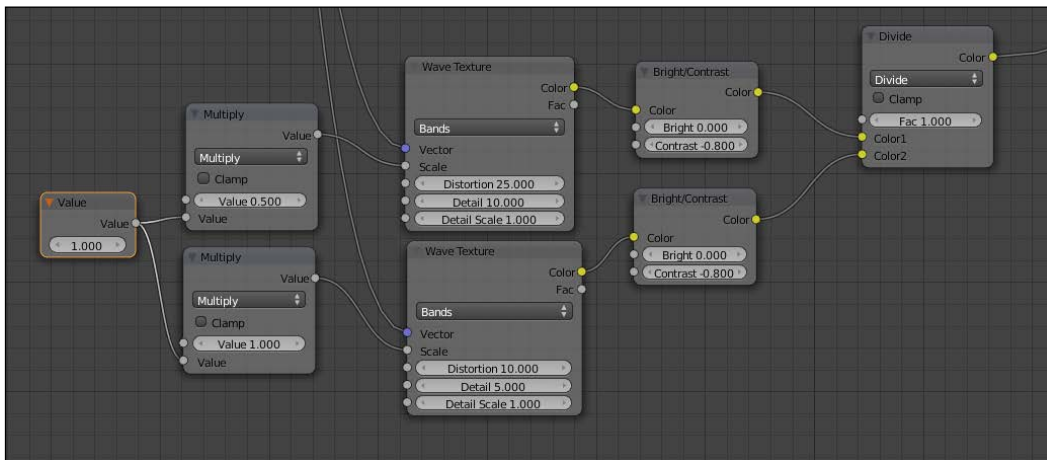 Value
Value
1.000
Multiply
Value
Multiply
Clamp
Value 0.500
Value
Multiply
Value
Multiply
Clamp
Value 1.000
Value
Wave Texture
Color
Fac
Bands
Vector
Scale
Distortion 25.000
Detail 10.000
Detail Scale 1.000
Wave Texture
Color
Fac
Bands
Vector
Scale
Distortion 10.000
Detail 5.000
Detail Scale 1.000
Bright/Contrast
Color
Color
Bright 0.000
Contrast -0.800
Bright/Contrast
Color
Color
Bright 0.000
Contrast -0.800
Divide
Color
Divide
Clamp
Fac 1.000
Color1
Color2